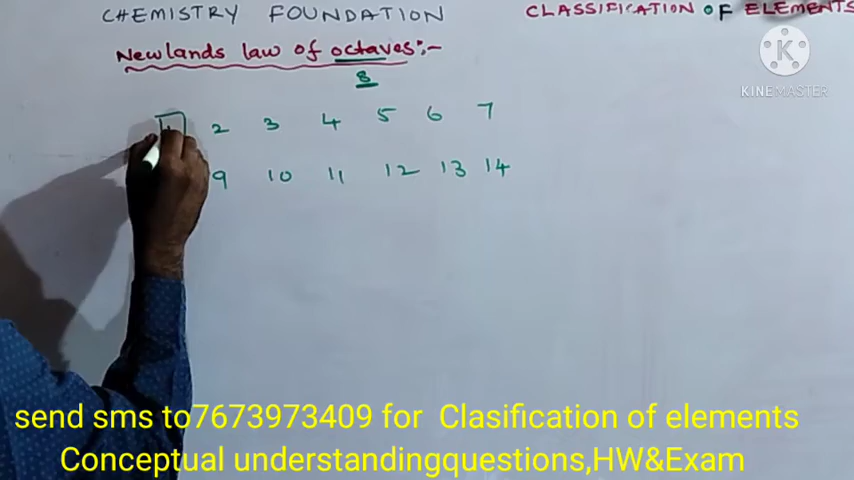 CHEMISTRY FOUNDATION
CLASSIFICATION OF ELEMENTS
Newlands law of octaves:-
8
KINEMASTER
2 3 4 5 6 7
9 10 11 12 13 14
send sms to7673973409 for Clasification of elements
Conceptual understandingquestions,HW&Exam